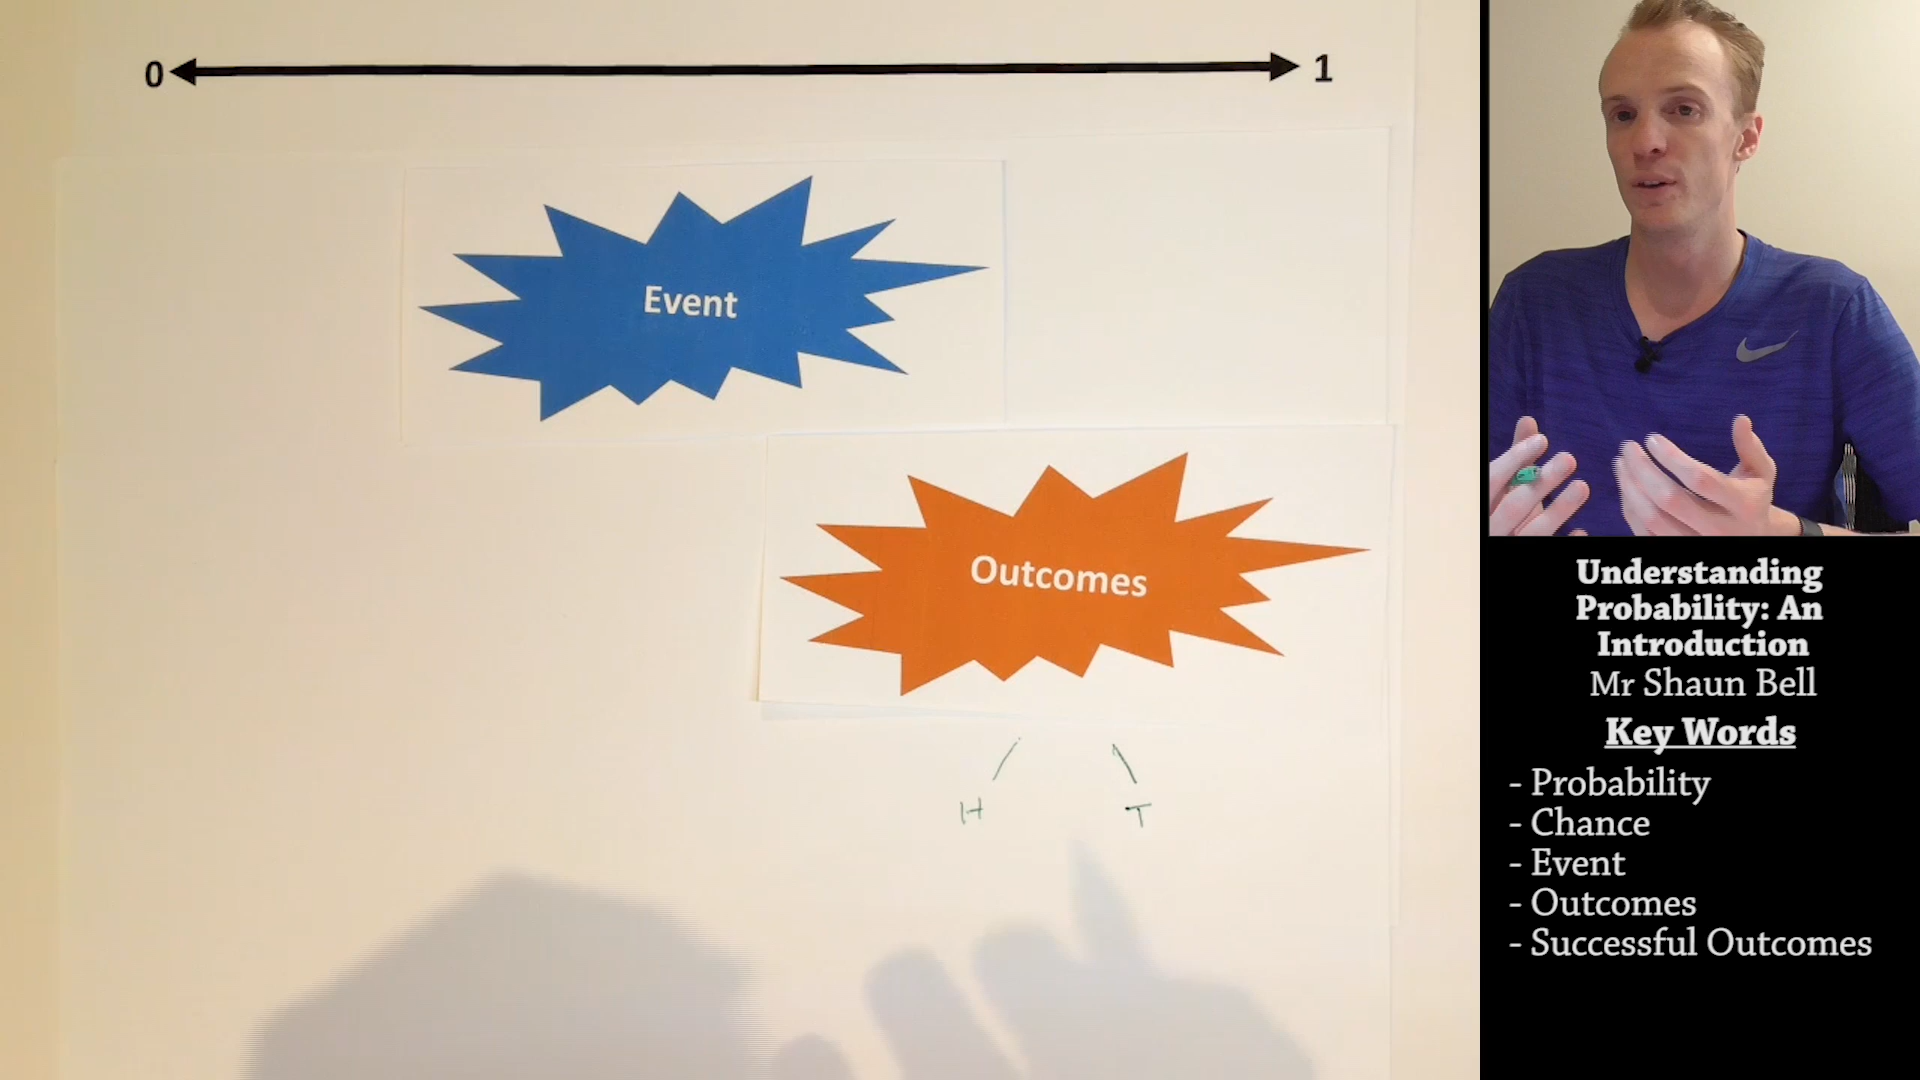 0 1
Event
Outcomes
H T
Understanding
Probability: An
Introduction
Mr Shaun Bell
Key Words
- Probability
- Chance
- Event
- Outcomes
- Successful Outcomes